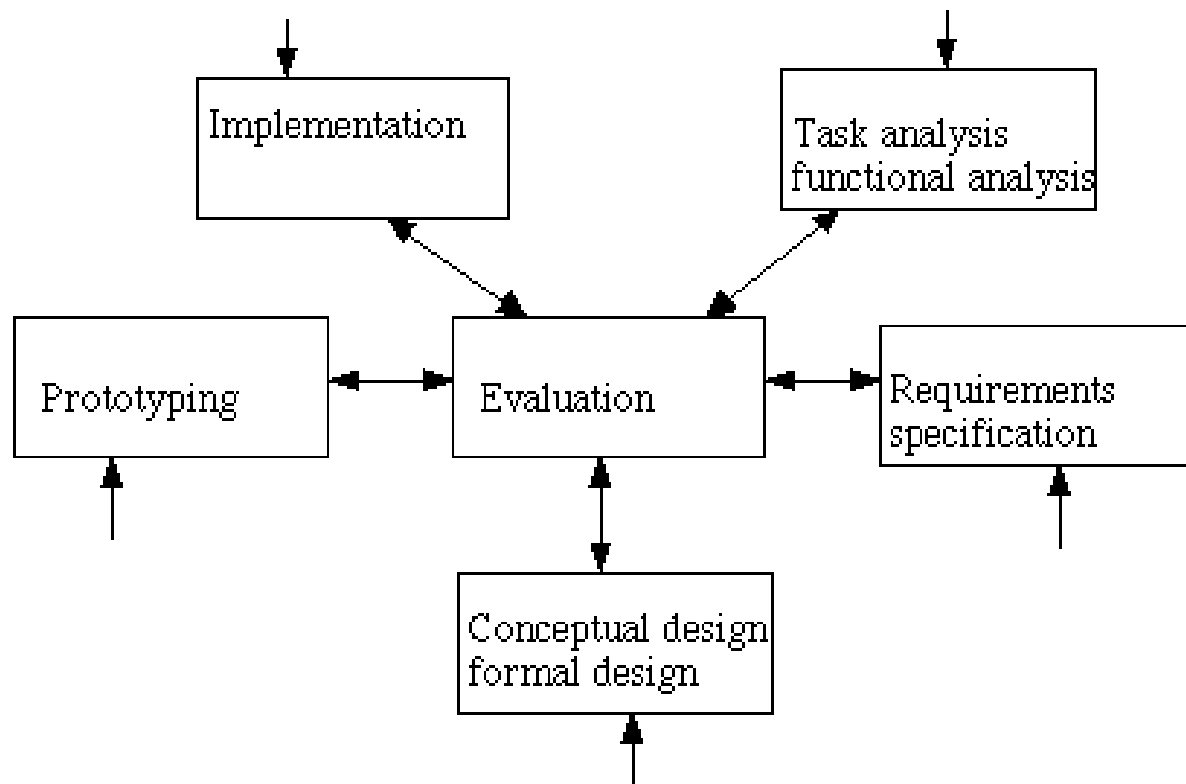 Implementation
Task analysis
functional analysis
Prototyping
Evaluation
Requirements
specification
Conceptual design
formal design